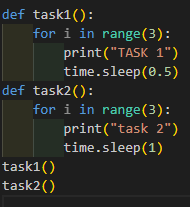 def task1():
    for i in range(3):
        print("TASK 1")
        time.sleep(0.5)
def task2():
    for i in range(3):
        print("task 2")
        time.sleep(1)
task1()
task2()